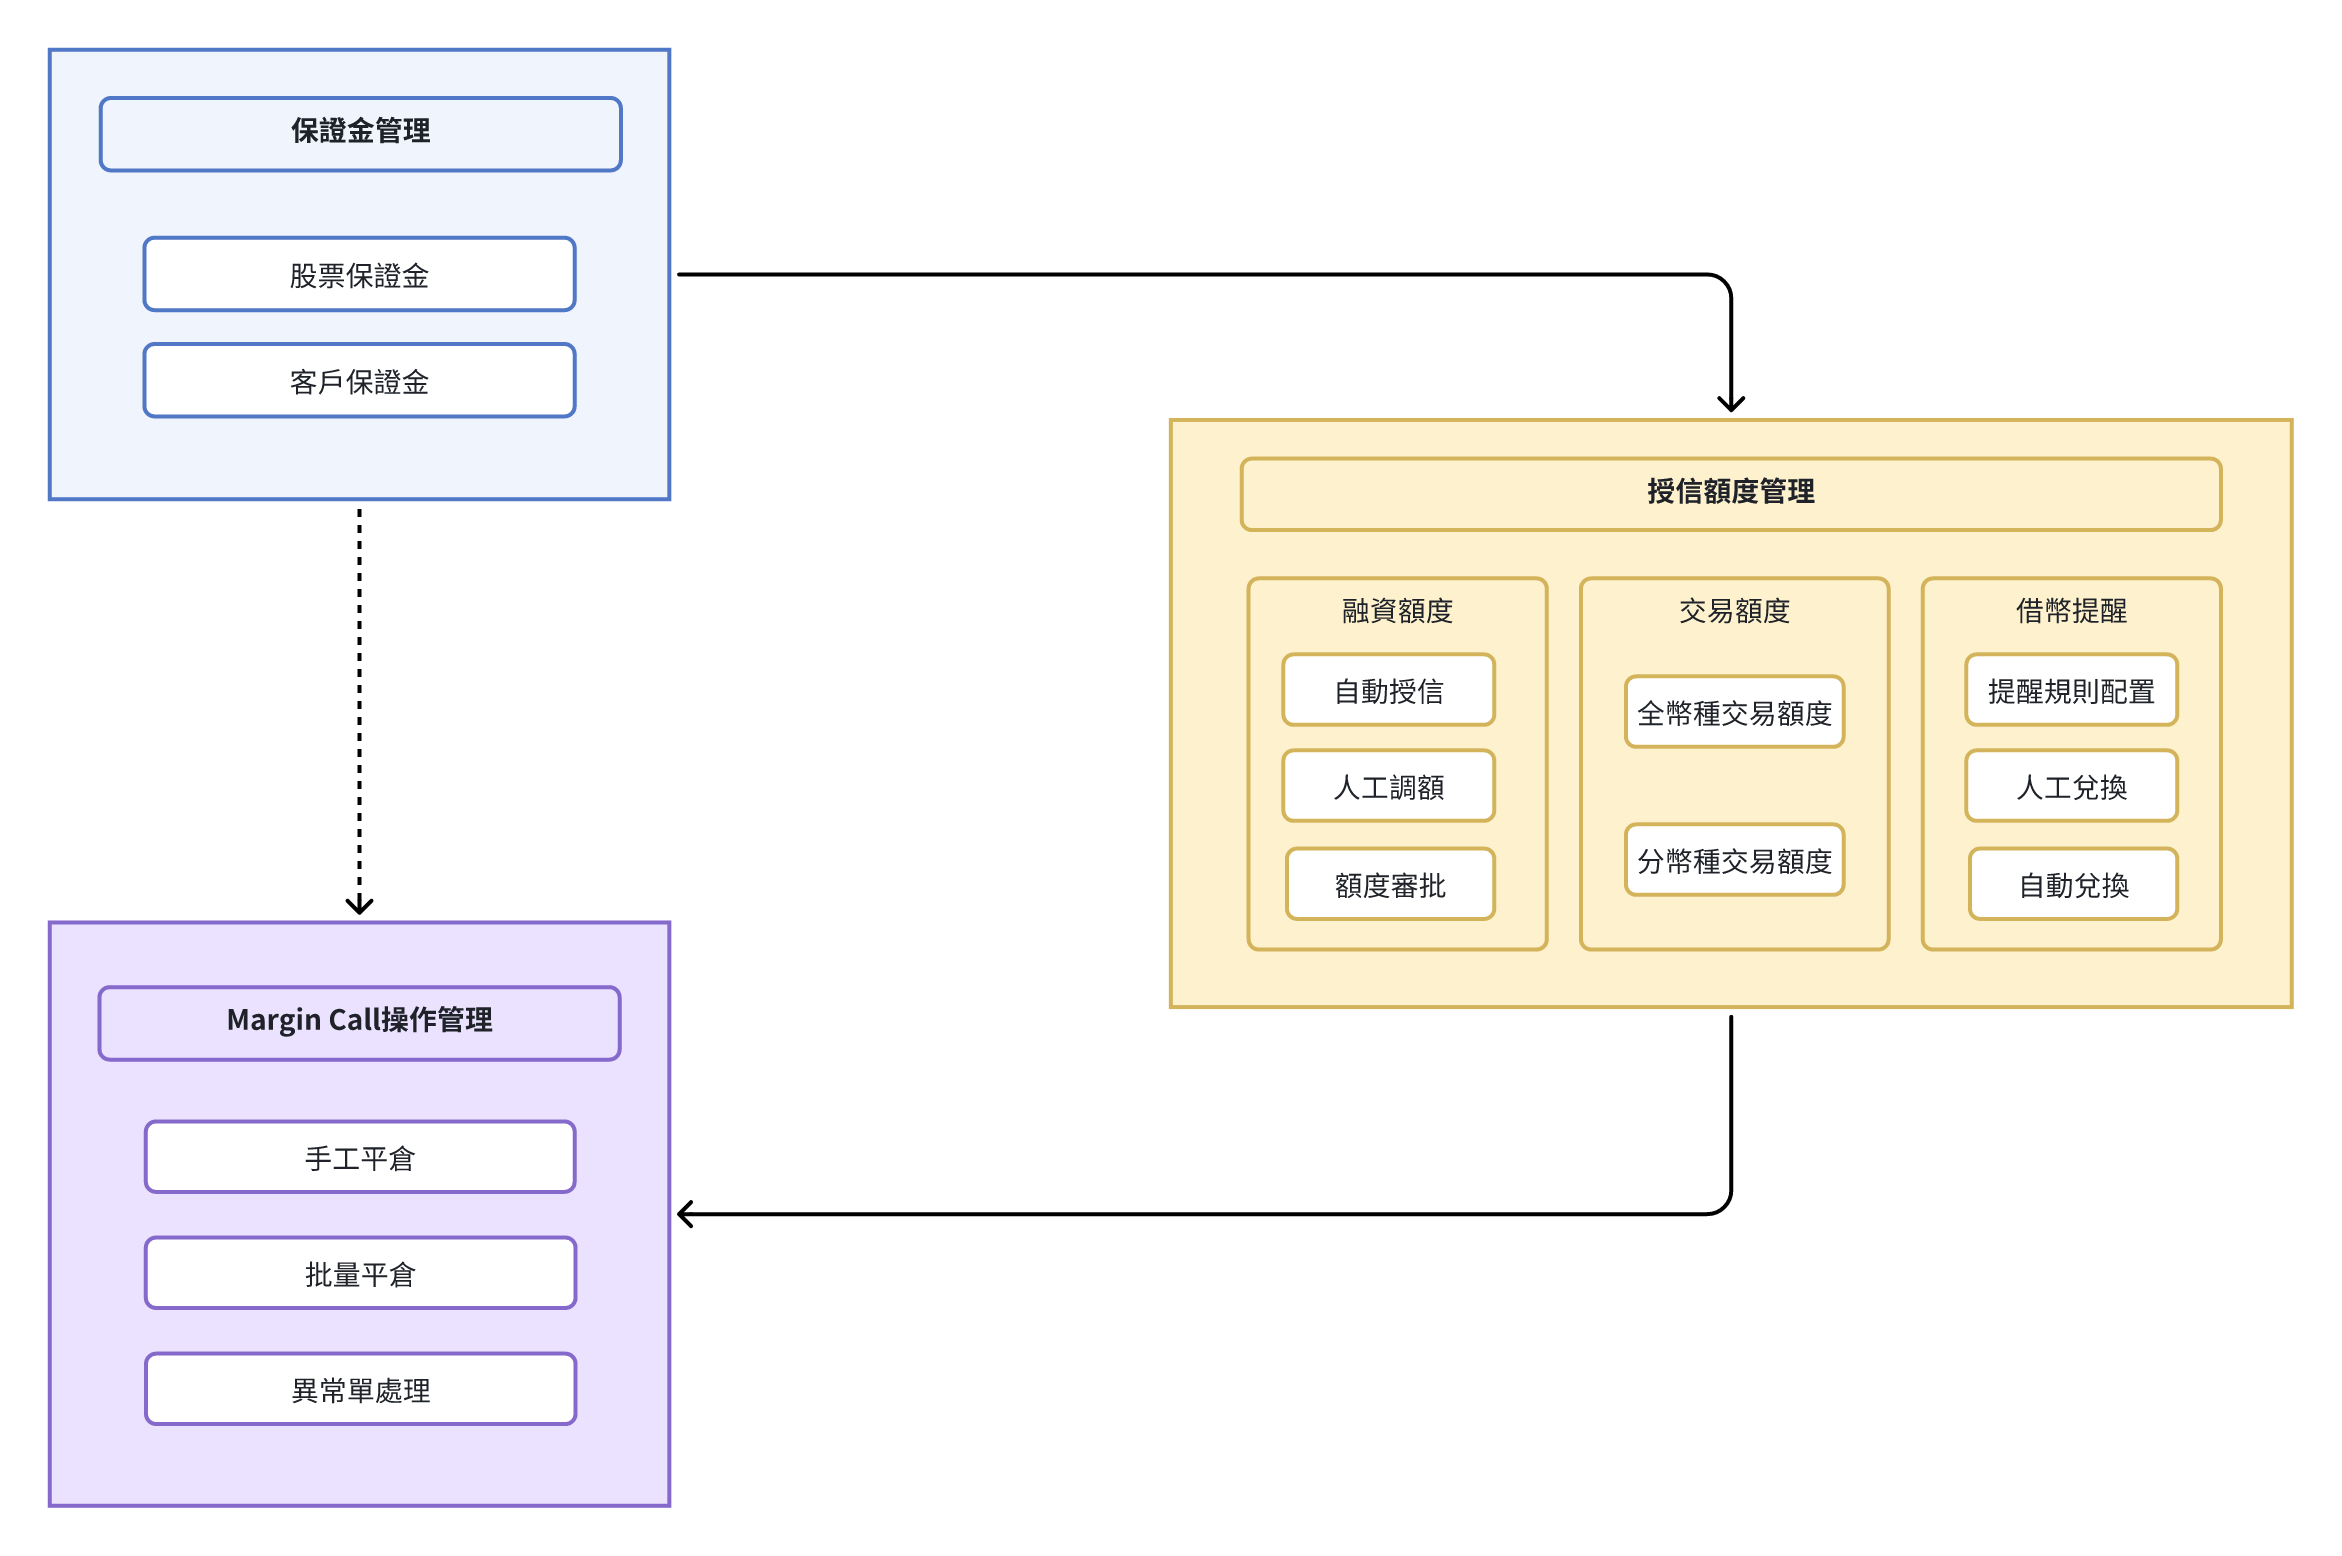 保證金管理
股票保證金
客戶保證金
授信額度管理
融資額度
自動授信
人工調額
額度審批
交易額度
全幣種交易額度
分幣種交易額度
借幣提醒
提醒規則配置
人工兌換
自動兌換
Margin Call操作管理
手工平倉
批量平倉
異常單處理